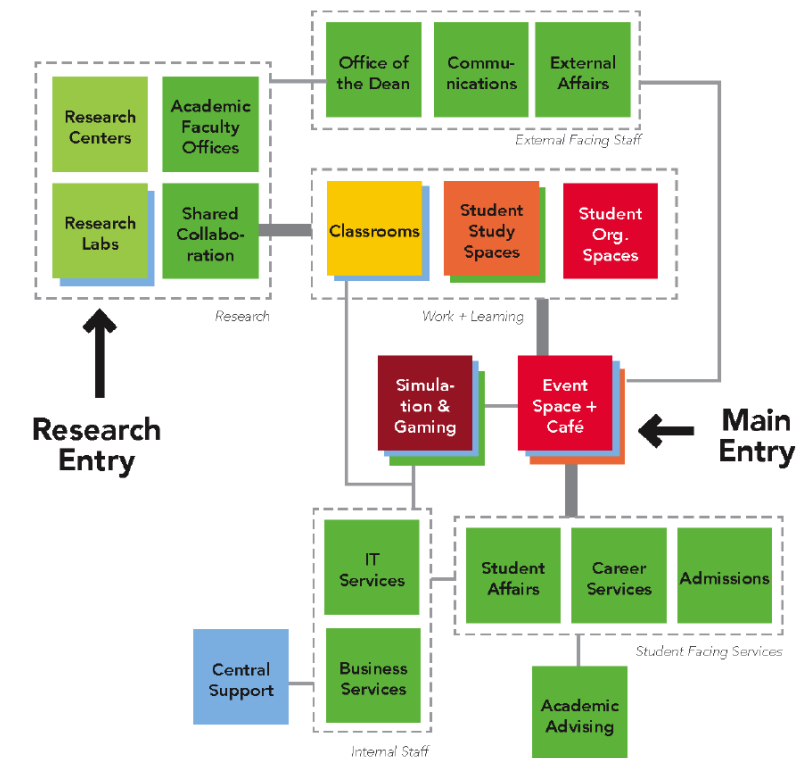 Office of
the Dean
Commu-
nications
External
Affairs
External Facing Staff
Research
Centers
Academic
Faculty
Offices
Research
Labs
Shared
Collabo-
ration
Research
Classrooms
Student
Study
Spaces
Student
Org.
Spaces
Work + Learning
Research
Entry
Simula-
tion &
Gaming
Event
Space +
Café
Main
Entry
IT
Services
Business
Services
Internal Staff
Central
Support
Student
Affairs
Career
Services
Admissions
Student Facing Services
Academic
Advising